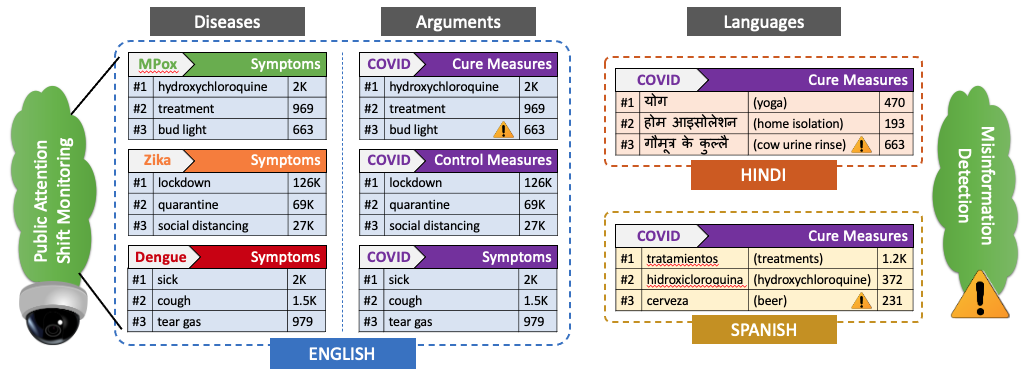 Diseases
Arguments
Languages
Public Attention
Shift Monitoring
MPox Symptoms
#1 hydroxychloroquine 2K
#2 treatment 969
#3 bud light 663
Zika Symptoms
#1 lockdown 126K
#2 quarantine 69K
#3 social distancing 27K
Dengue Symptoms
#1 sick 2K
#2 cough 1.5K
#3 tear gas 979
COVID Cure Measures
#1 hydroxychloroquine 2K
#2 treatment 969
#3 bud light 663
COVID Control Measures
#1 lockdown 126K
#2 quarantine 69K
#3 social distancing 27K
COVID Symptoms
#1 sick 2K
#2 cough 1.5K
#3 tear gas 979
ENGLISH
COVID Cure Measures
#1 योग (yoga) 470
#2 होम आइसोलेशन (home isolation) 193
#3 गौमूत्र के कुल्लै (cow urine rinse) 663
HINDI
COVID Cure Measures
#1 tratamientos (treatments) 1.2K
#2 hidroxicloroquina (hydroxychloroquine) 372
#3 cerveza (beer) 231
SPANISH
Misinformation
Detection